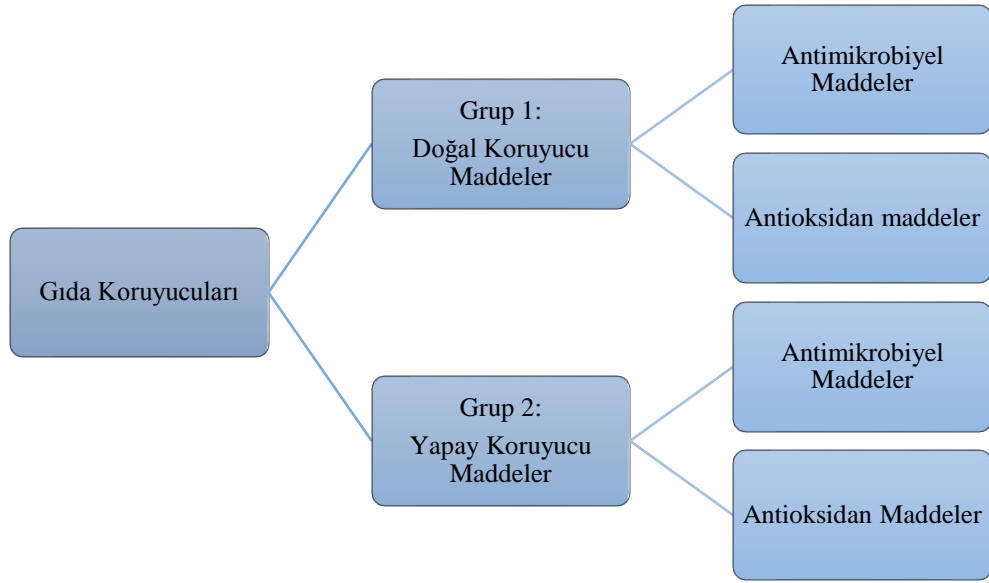 Gıda Koruyucuları
Grup 1:
Doğal Koruyucu
Maddeler
Antimikrobiyel
Maddeler
Antioksidan maddeler
Grup 2:
Yapay Koruyucu
Maddeler
Antimikrobiyel
Maddeler
Antioksidan Maddeler